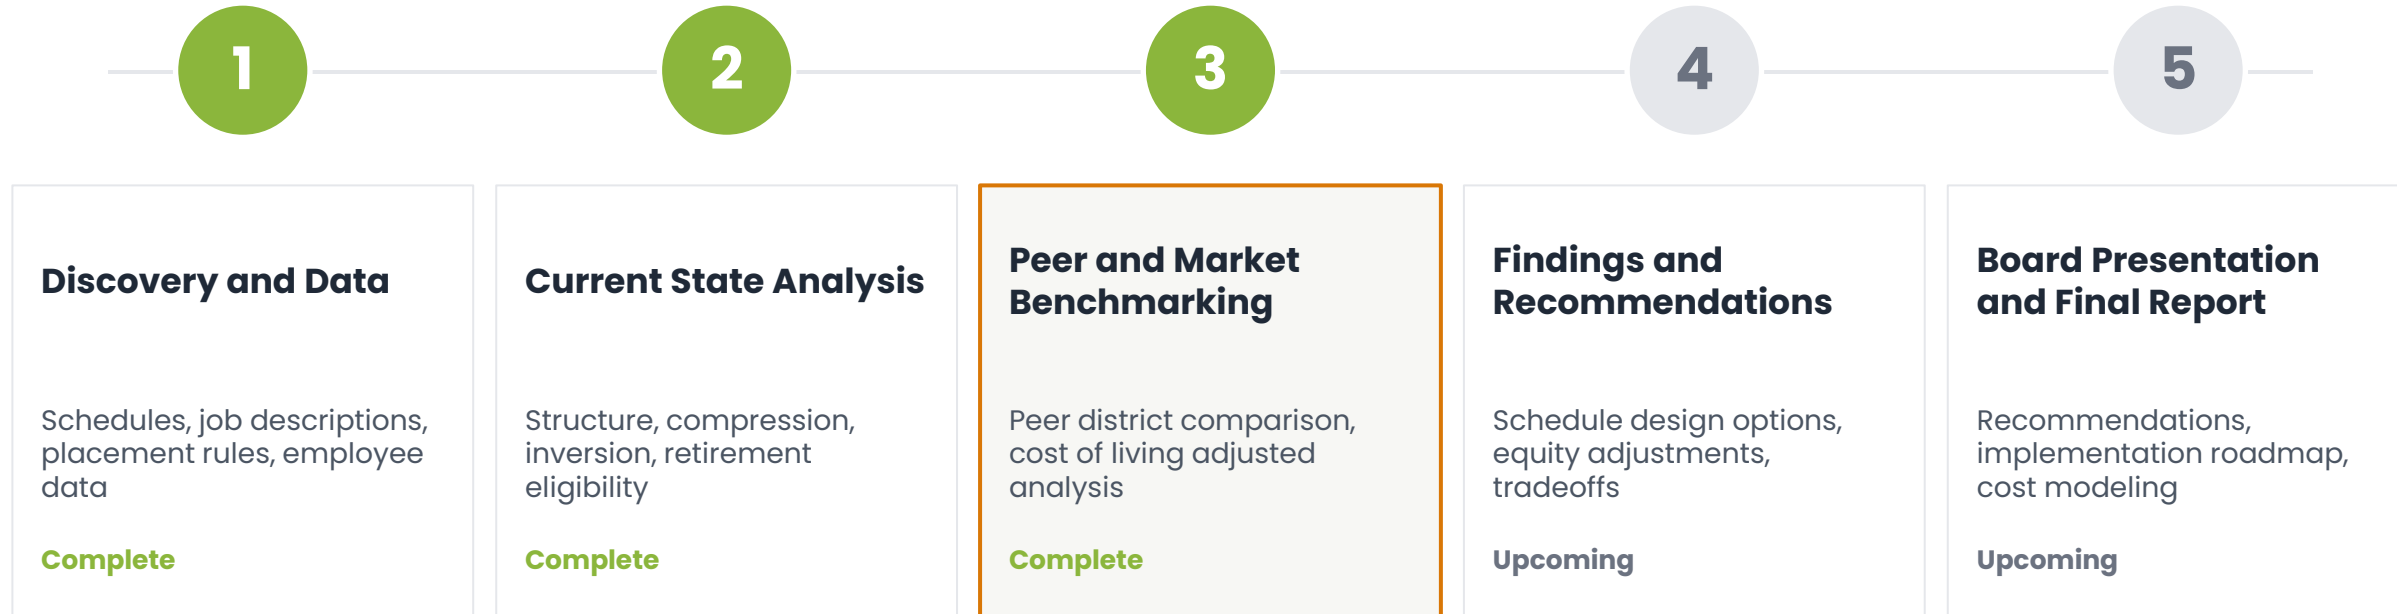 1
2
3
4
5
Discovery and Data
Schedules, job descriptions,
placement rules, employee
data
Complete
Current State Analysis
Structure, compression,
inversion, retirement
eligibility
Complete
Peer and Market
Benchmarking
Peer district comparison,
cost of living adjusted
analysis
Complete
Findings and
Recommendations
Schedule design options,
equity adjustments,
tradeoffs
Upcoming
Board Presentation
and Final Report
Recommendations,
implementation roadmap,
cost modeling
Upcoming